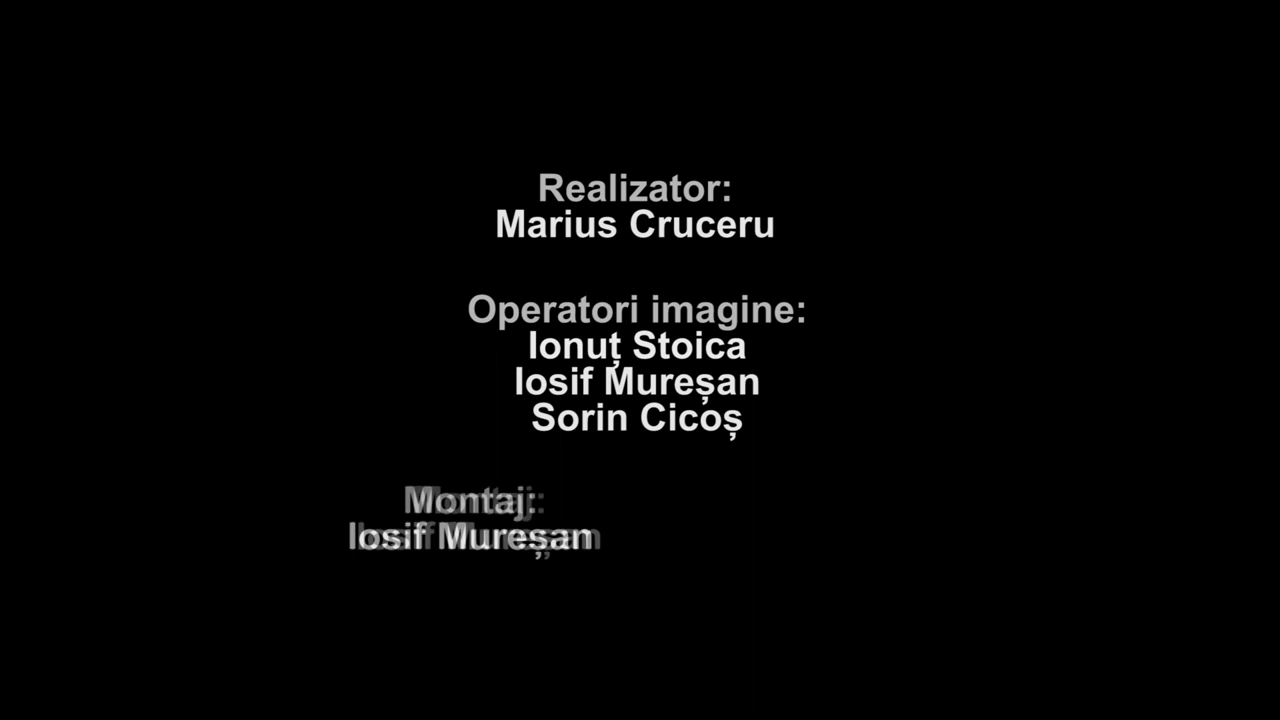 Realizator:
Marius Cruceru
Operatori imagine:
Ionuț Stoica
Iosif Mureșan
Sorin Cicoș
Montaj:
Iosif Mureșan